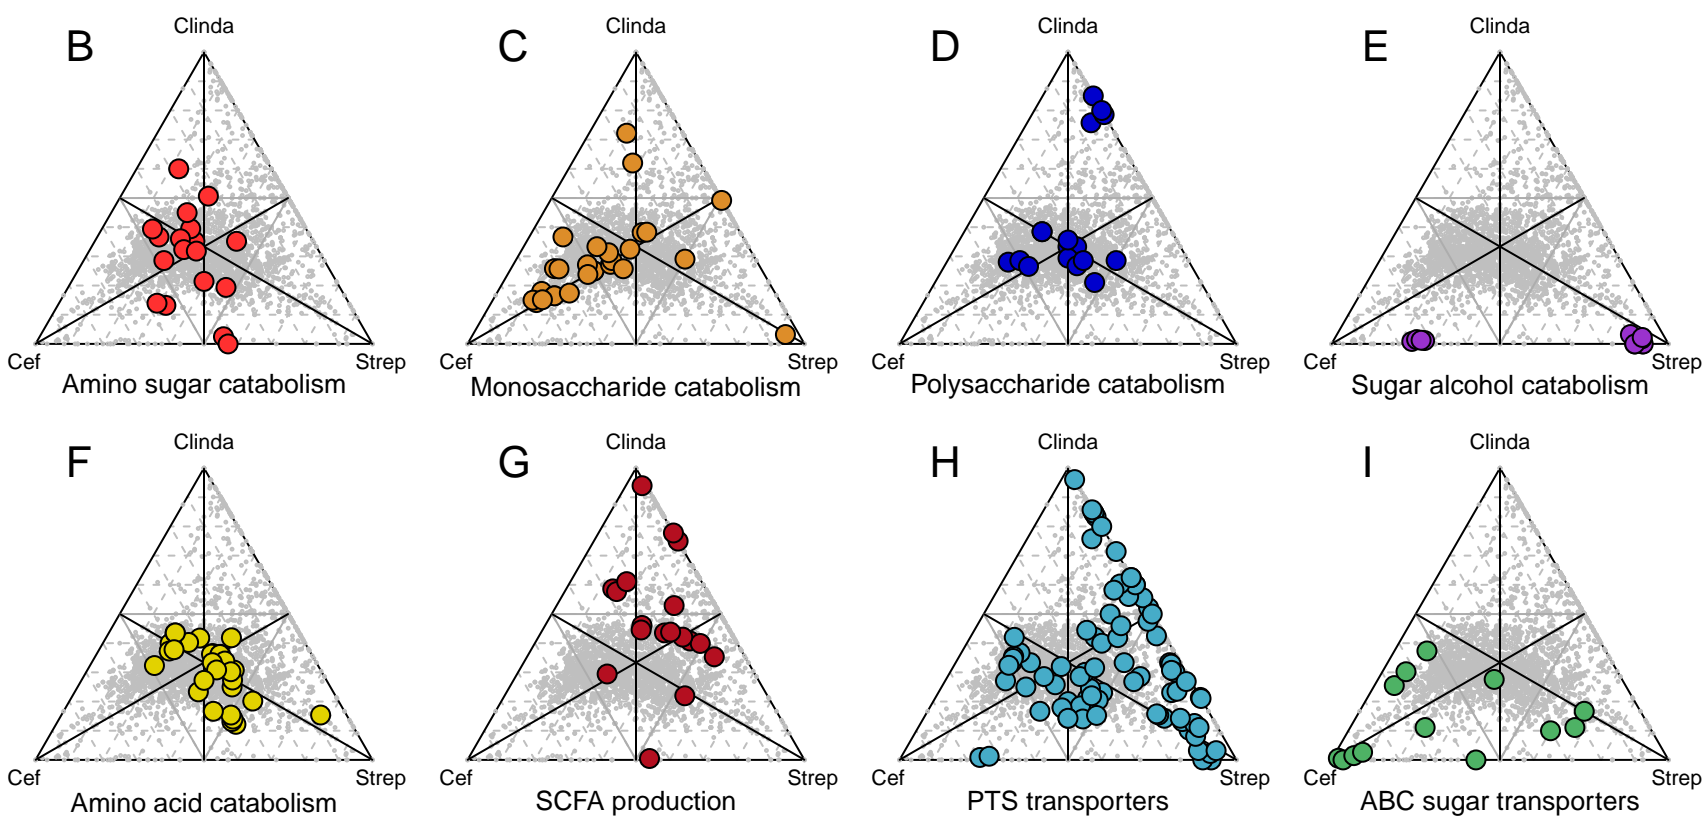 B
Clinda
Cef
Strep
Amino sugar catabolism
C
Clinda
Cef
Strep
Monosaccharide catabolism
D
Clinda
Cef
Strep
Polysaccharide catabolism
E
Clinda
Cef
Strep
Sugar alcohol catabolism
F
Clinda
Cef
Strep
Amino acid catabolism
G
Clinda
Cef
Strep
SCFA production
H
Clinda
Cef
Strep
PTS transporters
I
Clinda
Cef
Strep
ABC sugar transporters